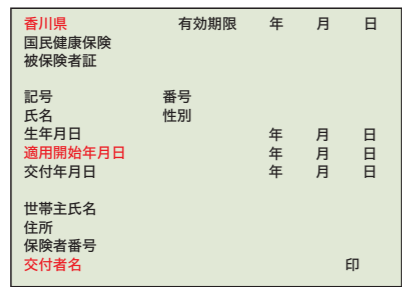 香川県 有効期限 年 月 日
国民健康保険
被保険者証
記号 番号
氏名 性別
生年月日 年 月 日
適用開始年月日 年 月 日
交付年月日 年 月 日
世帯主氏名
住所
保険者番号
交付者名 印